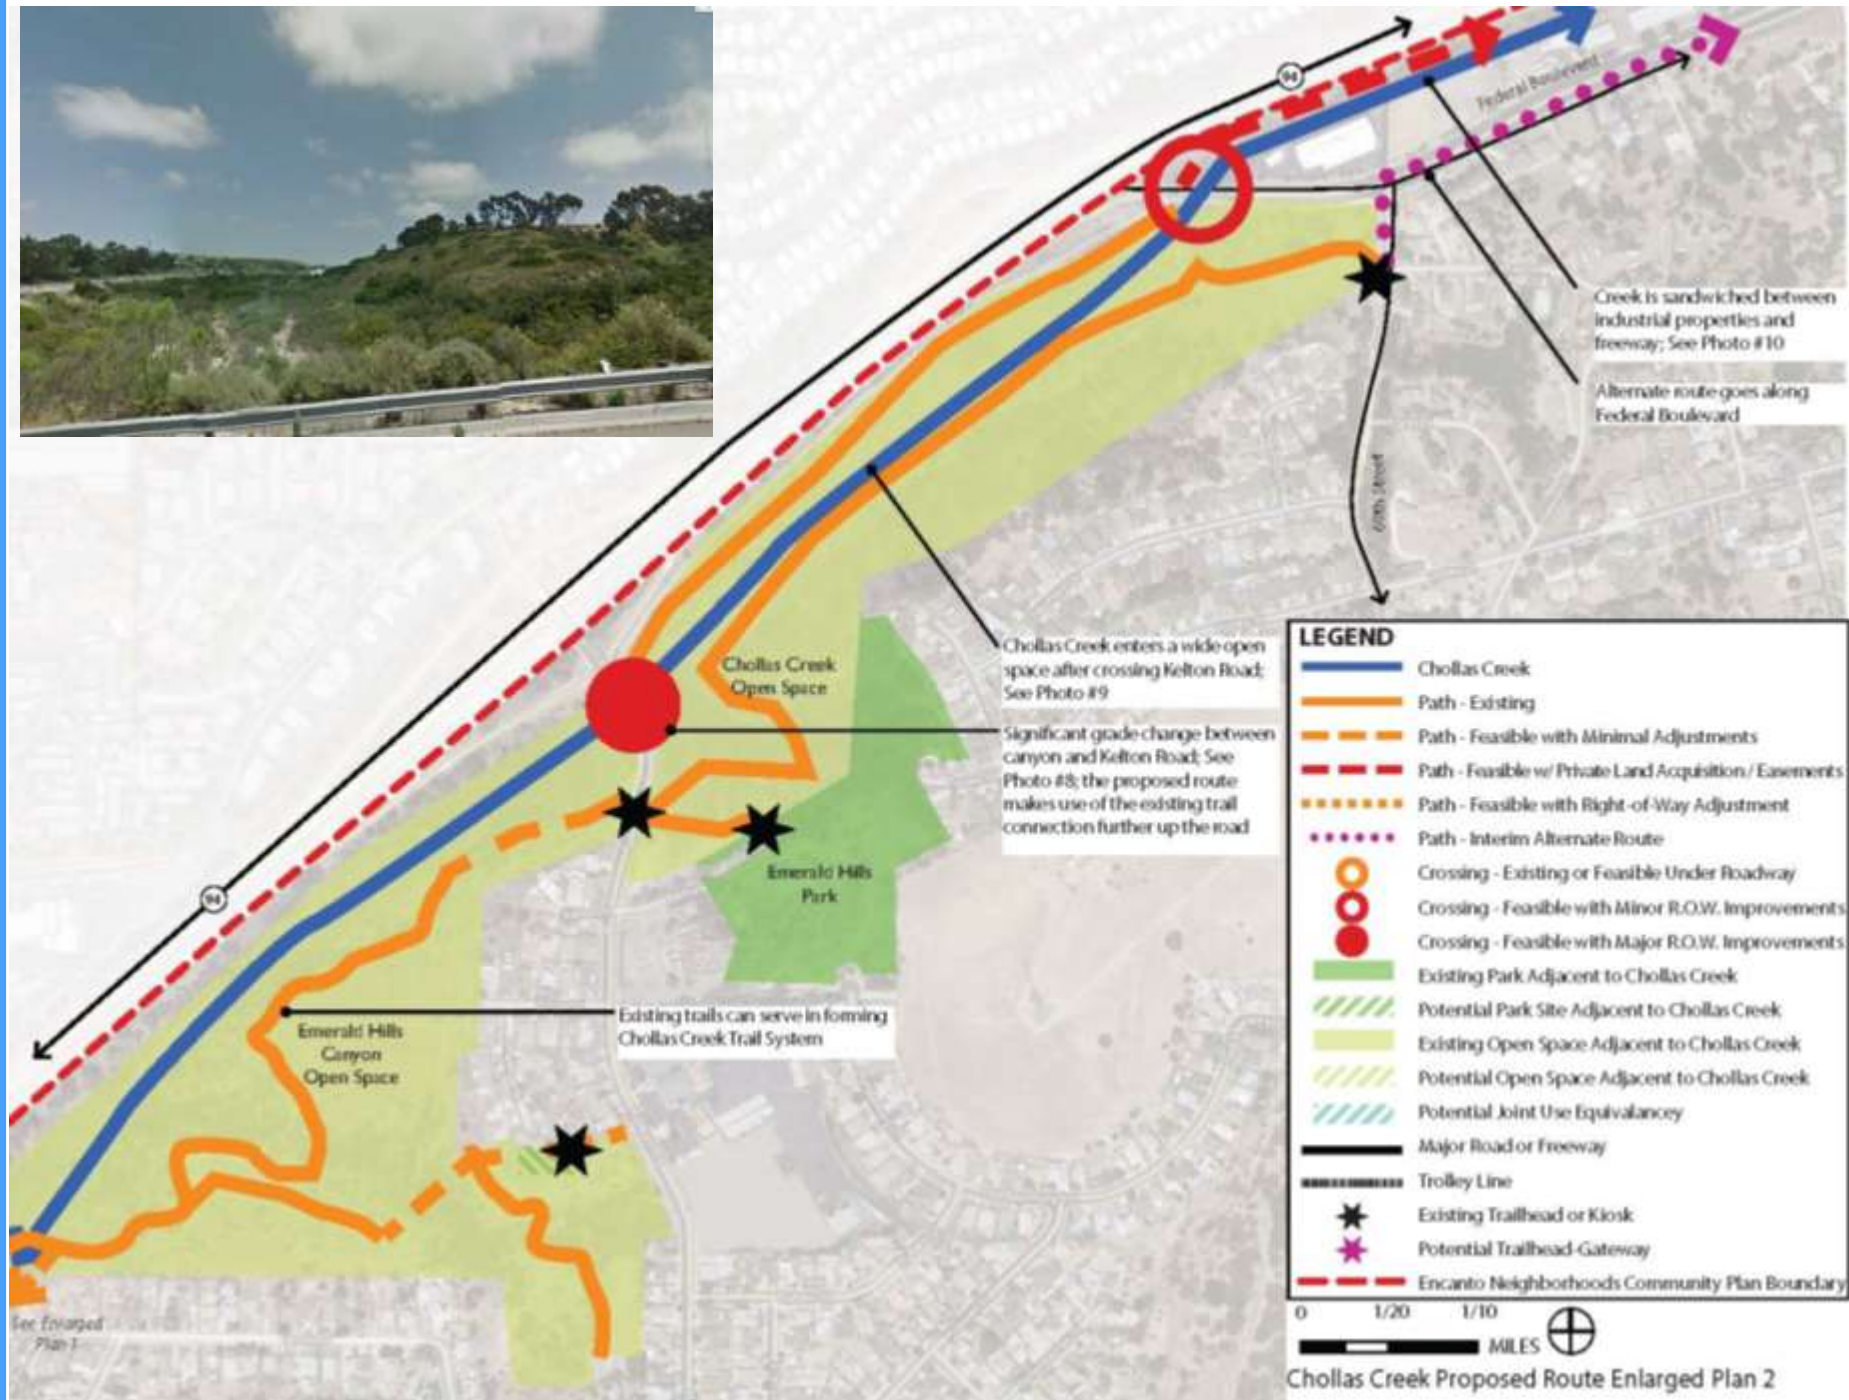 94
Federal Boulevard
Creek is sandwiched between
industrial properties and
freeway; See Photo #10
Alternate route goes along
Federal Boulevard
Chollas Creek enters a wide open
space after crossing Kelton Road;
See Photo #9
Chollas Creek
Open Space
Significant grade change between
canyon and Kelton Road; See
Photo #8; the proposed route
makes use of the existing trail
connection further up the road
Emerald Hills
Park
94
Existing trails can serve in forming
Chollas Creek Trail System
Emerald Hills
Canyon
Open Space
See Enlarged
Plan 1
Street
LEGEND
Chollas Creek
Path - Existing
Path - Feasible with Minimal Adjustments
Path - Feasible w/ Private Land Acquisition / Easements
Path - Feasible with Right-of-Way Adjustment
Path - Interim Alternate Route
Crossing - Existing or Feasible Under Roadway
Crossing - Feasible with Minor R.O.W. Improvements
Crossing - Feasible with Major R.O.W. Improvements
Existing Park Adjacent to Chollas Creek
Potential Park Site Adjacent to Chollas Creek
Existing Open Space Adjacent to Chollas Creek
Potential Open Space Adjacent to Chollas Creek
Potential Joint Use Equivalancey
Major Road or Freeway
Trolley Line
Existing Trailhead or Kiosk
Potential Trailhead-Gateway
Encanto Neighborhoods Community Plan Boundary
0 1/20 1/10
MILES
Chollas Creek Proposed Route Enlarged Plan 2